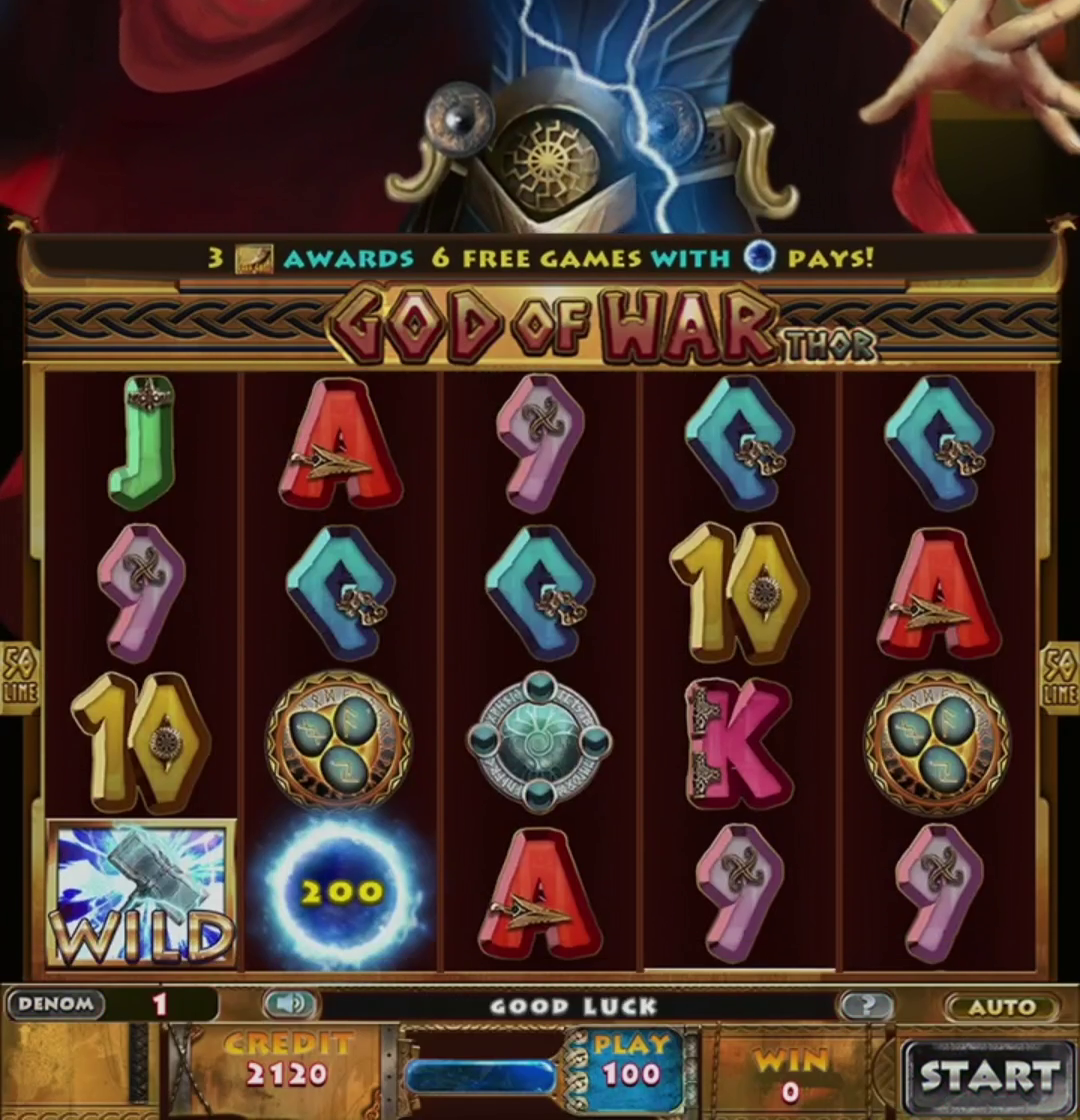 3 AWARDS 6 FREE GAMES WITH PAYS!
GOD OF WAR
THOR
J A 9 Q Q
9 Q Q 10 A
50 LINE
50 LINE
10 K
WILD 200 A 9 9
DENOM 1 GOOD LUCK ? AUTO
CREDIT PLAY WIN START
2120 100 0